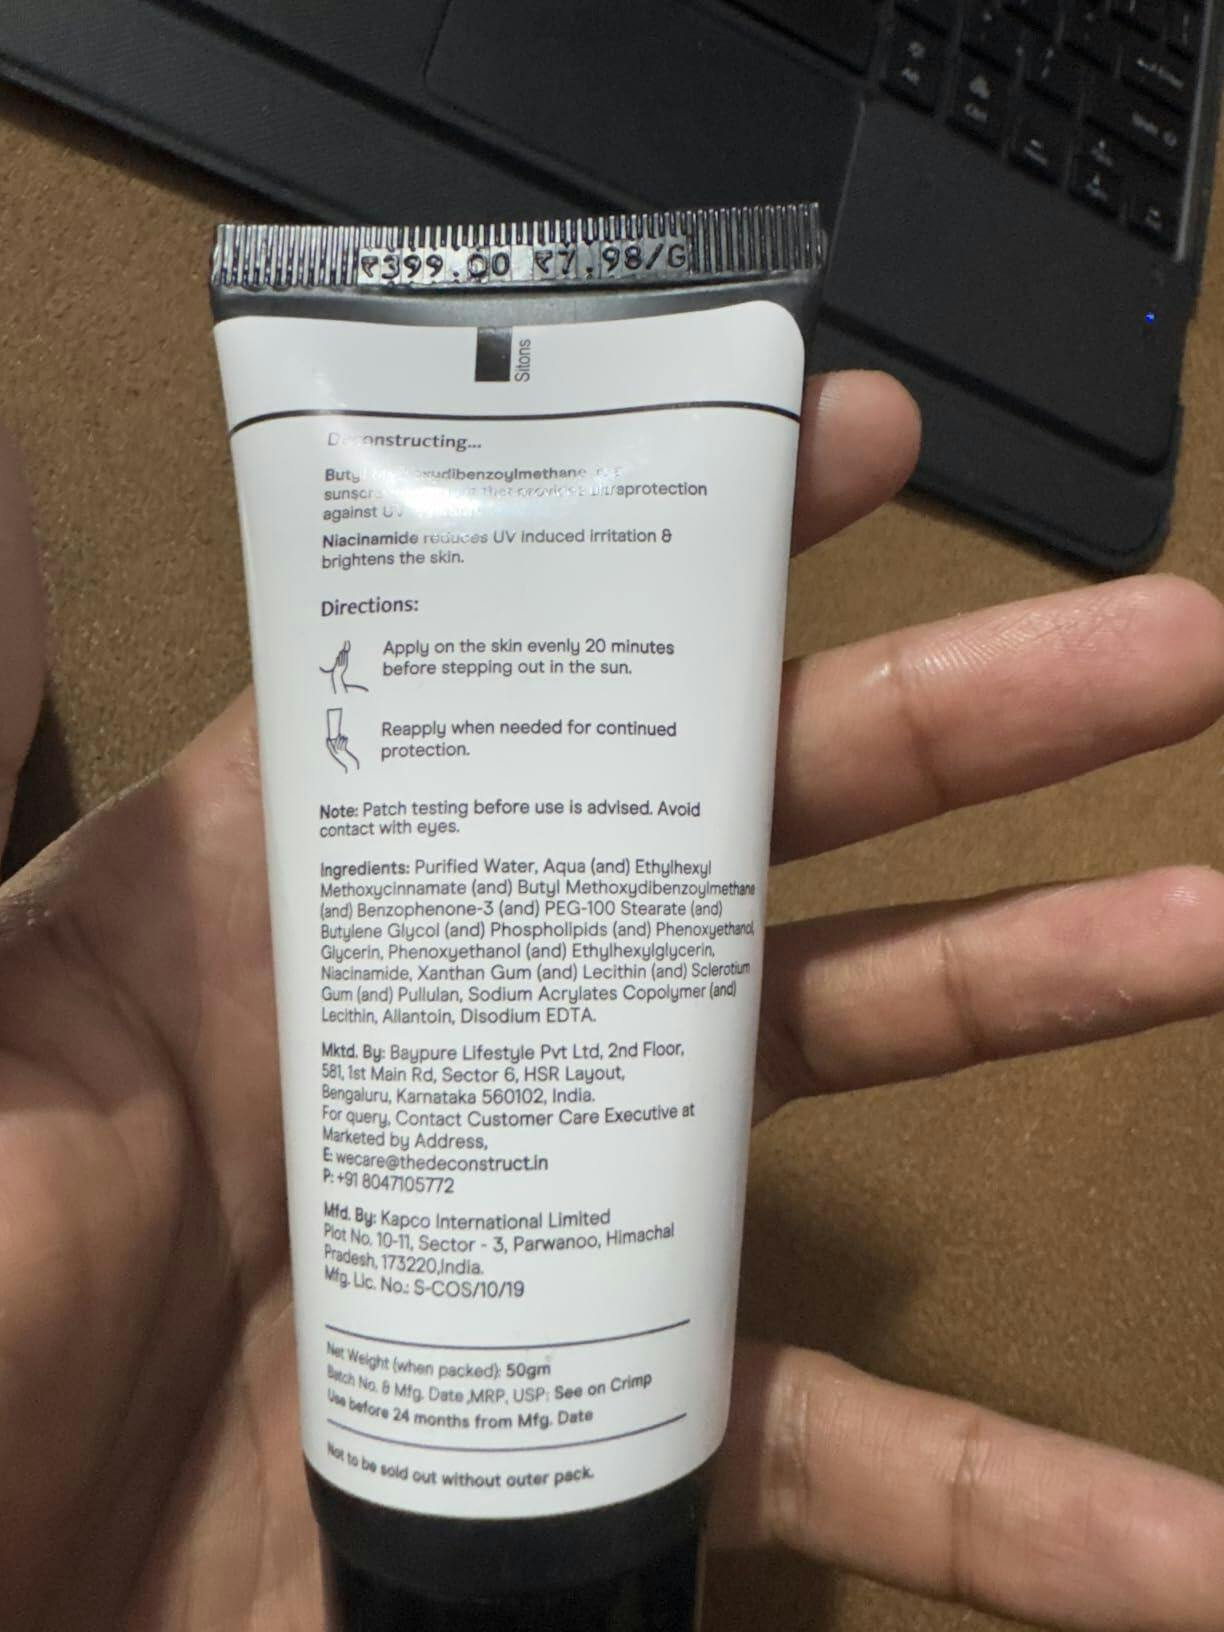 ₹399.00 ₹7.98/G
Sitons
Deconstructing...
sunscr
against UV
Niacinamide reduces UV induced irritation &
brightens the skin.
Directions:
Apply on the skin evenly 20 minutes
before stepping out in the sun.
Reapply when needed for continued
protection.
Note: Patch testing before use is advised. Avoid
contact with eyes.
Ingredients: Purified Water, Aqua (and) Ethylhexyl
Methoxycinnamate (and) Butyl Methoxydibenzoylmethane
(and) Benzophenone-3 (and) PEG-100 Stearate (and)
Butylene Glycol (and) Phospholipids (and) Phenoxyethanol,
Glycerin, Phenoxyethanol (and) Ethylhexylglycerin,
Niacinamide, Xanthan Gum (and) Lecithin (and) Sclerotium
Gum (and) Pullulan, Sodium Acrylates Copolymer (and)
Lecithin, Allantoin, Disodium EDTA.
Mktd. By: Baypure Lifestyle Pvt Ltd, 2nd Floor,
581, 1st Main Rd, Sector 6, HSR Layout,
Bengaluru, Karnataka 560102, India.
For query, Contact Customer Care Executive at
Marketed by Address,
E: wecare@thedeconstruct.in
P: +91 8047105772
Mfd. By: Kapco International Limited
Plot No. 10-11, Sector - 3, Parwanoo, Himachal
Pradesh, 173220,India.
Mfg. Lic. No.: S-COS/10/19
Net Weight (when packed): 50gm
Batch No. & Mfg. Date ,MRP, USP: See on Crimp
Use before 24 months from Mfg. Date
Not to be sold out without outer pack.